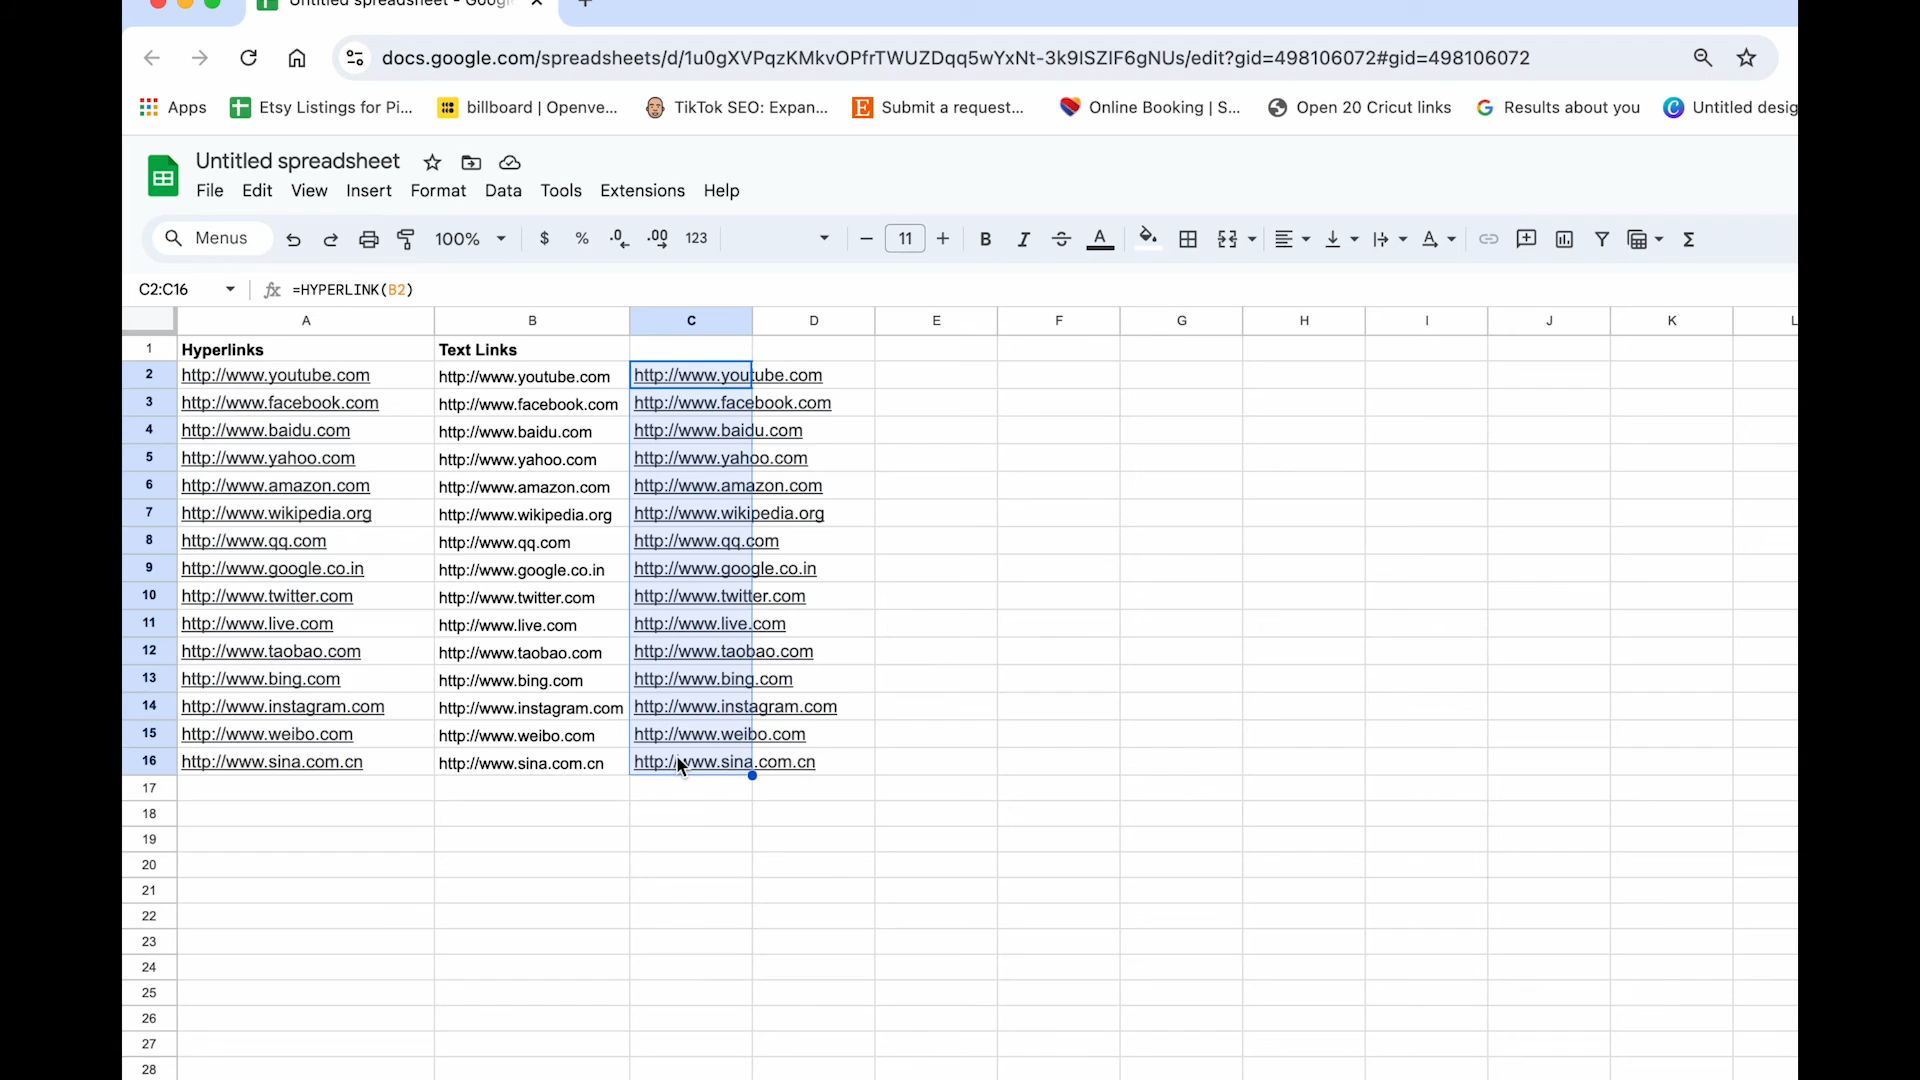 Untitled spreadsheet - Goog
docs.google.com/spreadsheets/d/1u0gXVPqzKMkvOPfrTWUZDqq5wYxNt-3k9ISZIF6gNUs/edit?gid=498106072#gid=498106072
Apps Etsy Listings for Pi... billboard | Openve... TikTok SEO: Expan... Submit a request... Online Booking | S... Open 20 Cricut links Results about you Untitled desig
Untitled spreadsheet
File Edit View Insert Format Data Tools Extensions Help
Menus 100% $ % .0 .00 123 11 B I S A Σ
C2:C16 fx =HYPERLINK(B2)
A B C D E F G H I J K L
1 Hyperlinks Text Links
2 http://www.youtube.com http://www.youtube.com http://www.youtube.com
3 http://www.facebook.com http://www.facebook.com http://www.facebook.com
4 http://www.baidu.com http://www.baidu.com http://www.baidu.com
5 http://www.yahoo.com http://www.yahoo.com http://www.yahoo.com
6 http://www.amazon.com http://www.amazon.com http://www.amazon.com
7 http://www.wikipedia.org http://www.wikipedia.org http://www.wikipedia.org
8 http://www.qq.com http://www.qq.com http://www.qq.com
9 http://www.google.co.in http://www.google.co.in http://www.google.co.in
10 http://www.twitter.com http://www.twitter.com http://www.twitter.com
11 http://www.live.com http://www.live.com http://www.live.com
12 http://www.taobao.com http://www.taobao.com http://www.taobao.com
13 http://www.bing.com http://www.bing.com http://www.bing.com
14 http://www.instagram.com http://www.instagram.com http://www.instagram.com
15 http://www.weibo.com http://www.weibo.com http://www.weibo.com
16 http://www.sina.com.cn http://www.sina.com.cn http://www.sina.com.cn
17
18
19
20
21
22
23
24
25
26
27
28